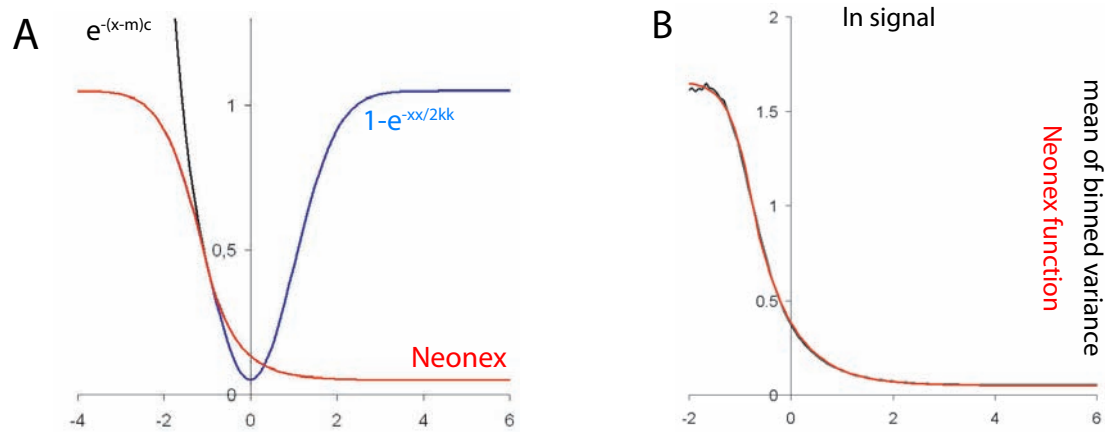 A
e-(x-m)c
1-e-xx/2kk
Neonex
1
0,5
0
-4
-2
0
2
4
6
B
ln signal
2
1.5
1
0.5
0
-2
0
2
4
6
Neonex function
mean of binned variance